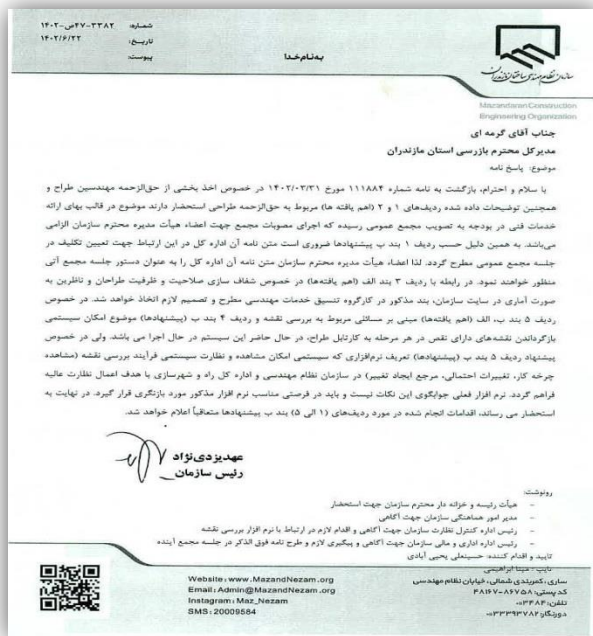 شماره: ۱۴۰۲-ص۴۷-۳۳۸۲
تاریخ: ۱۴۰۲/۶/۲۲
پیوست:
به‌نام‌خدا
سازمان نظام مهندسی ساختمان مازندران
Mazandaran Construction
Engineering Organization
جناب آقای گرمه ای
مدیرکل محترم بازرسی استان مازندران
موضوع: پاسخ نامه
با سلام و احترام، بازگشت به نامه شماره ۱۱۱۸۸۴ مورخ ۱۴۰۲/۰۳/۳۱ در خصوص اخذ بخشی از حق‌الزحمه مهندسین طراح و
همچنین توضیحات داده شده ردیف‌های ۱ و ۲ (اهم یافته ها) مربوط به حق‌الزحمه طراحی استحضار دارند موضوع در قالب بهای ارائه
خدمات فنی در بودجه به تصویب مجمع عمومی رسیده که اجرای مصوبات مجمع جهت اعضاء هیأت مدیره محترم سازمان الزامی
می‌باشد. به همین دلیل حسب ردیف ۱ بند ب پیشنهادها ضروری است متن نامه آن اداره کل در این ارتباط جهت تعیین تکلیف در
جلسه مجمع عمومی مطرح گردد. لذا اعضاء هیأت مدیره محترم سازمان متن نامه آن اداره کل را به عنوان دستور جلسه مجمع آتی
منظور خواهند نمود. در رابطه با ردیف ۳ بند الف (اهم یافته‌ها) در خصوص شفاف سازی صلاحیت و ظرفیت طراحان و ناظرین به
صورت آماری در سایت سازمان، بند مذکور در کارگروه تنسیق خدمات مهندسی مطرح و تصمیم لازم اتخاذ خواهد شد. در خصوص
ردیف ۵ بند ب، الف (اهم یافته‌ها) مبنی بر مسائلی مربوط به بررسی نقشه و ردیف ۴ بند ب (پیشنهادها) موضوع امکان سیستمی
بازگرداندن نقشه‌های دارای نقص در هر مرحله به کارتابل طراح، در حال حاضر این سیستم در حال اجرا می باشد. ولی در خصوص
پیشنهاد ردیف ۵ بند ب (پیشنهادها) تعریف نرم‌افزاری که سیستمی امکان مشاهده و نظارت سیستمی فرآیند بررسی نقشه (مشاهده
چرخه کار، تغییرات احتمالی، مرجع ایجاد تغییر) در سازمان نظام مهندسی و اداره کل راه و شهرسازی با هدف اعمال نظارت عالیه
فراهم گردد. نرم افزار فعلی جوابگوی این نکات نیست و باید در فرصتی مناسب نرم افزار مذکور مورد بازنگری قرار گیرد. در نهایت به
استحضار می رساند، اقدامات انجام شده در مورد ردیف‌های (۱ الی ۵) بند ب پیشنهادها متعاقباً اعلام خواهد شد.
عهدیزدی‌نژاد
رئیس سازمان
رونوشت:
– هیأت رئیسه و خزانه دار محترم سازمان جهت استحضار
– مدیر امور هماهنگی سازمان جهت آگاهی
– رئیس اداره کنترل نظارت سازمان جهت آگاهی و اقدام لازم در ارتباط با نرم افزار بررسی نقشه
– رئیس اداره اداری و مالی سازمان جهت آگاهی و پیگیری لازم و طرح نامه فوق الذکر در جلسه مجمع آینده
تایید و اقدام کننده: حسینعلی یحیی آبادی
تایپ: مینا ابراهیمی
ساری، کمربندی شمالی، خیابان نظام مهندسی
کد پستی: ۸۶۷۵۸-۴۸۱۶۷
تلفن: ۰۳۴۸۴
دورنگار: ۰۳۳۳۹۳۷۸۲
Website: www.MazandNezam.org
Email: Admin@MazandNezam.org
Instagram: Maz_Nezam
SMS: 20009584